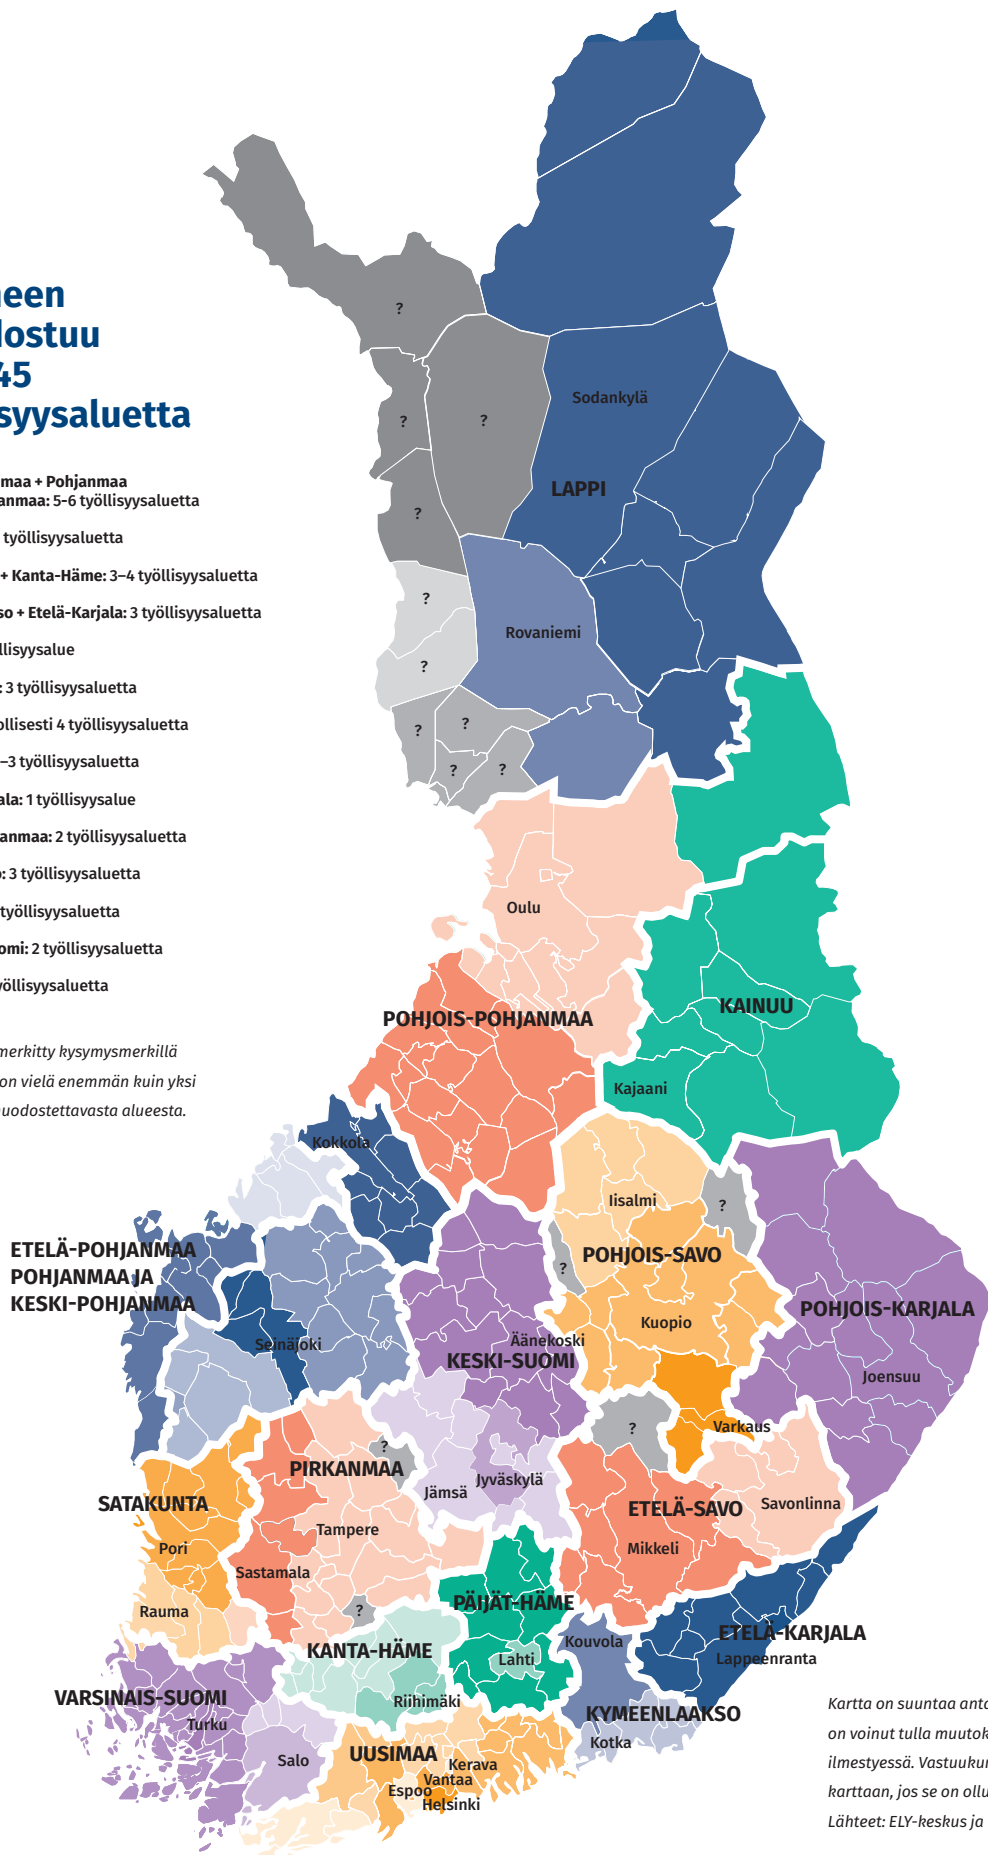 neen
dostuu
45
syysaluetta
maa + Pohjanmaa
anmaa: 5-6 työllisyysaluetta
työllisyysaluetta
+ Kanta-Häme: 3–4 työllisyysaluetta
so + Etelä-Karjala: 3 työllisyysaluetta
llisyysalue
: 3 työllisyysaluetta
ollisesti 4 työllisyysaluetta
–3 työllisyysaluetta
ala: 1 työllisyysalue
anmaa: 2 työllisyysaluetta
o: 3 työllisyysaluetta
työllisyysaluetta
omi: 2 työllisyysaluetta
yöllisyysaluetta
merkitty kysymysmerkillä
on vielä enemmän kuin yksi
nuodostettavasta alueesta.
?
?
?
?
Sodankylä
LAPPI
?
?
Rovaniemi
?
?
?
?
Oulu
POHJOIS-POHJANMAA
KAINUU
Kajaani
Kokkola
Iisalmi
?
?
POHJOIS-SAVO
Kuopio
ETELÄ-POHJANMAA
POHJANMAA JA
KESKI-POHJANMAA
Seinäjoki
Äänekoski
KESKI-SUOMI
POHJOIS-KARJALA
Joensuu
Varkaus
?
?
PIRKANMAA
Jämsä
Jyväskylä
SATAKUNTA
Pori
Tampere
Sastamala
Rauma
?
ETELÄ-SAVO
Savonlinna
Mikkeli
PÄIJÄT-HÄME
Lahti
KANTA-HÄME
Riihimäki
Kouvola
ETELÄ-KARJALA
Lappeenranta
KYMEENLAAKSO
Kotka
VARSINAIS-SUOMI
Turku
Salo
UUSIMAA
Kerava
Vantaa
Espoo
Helsinki
Kartta on suuntaa anta
on voinut tulla muutok
ilmestyessä. Vastuukun
karttaan, jos se on ollu
Lähteet: ELY-keskus ja